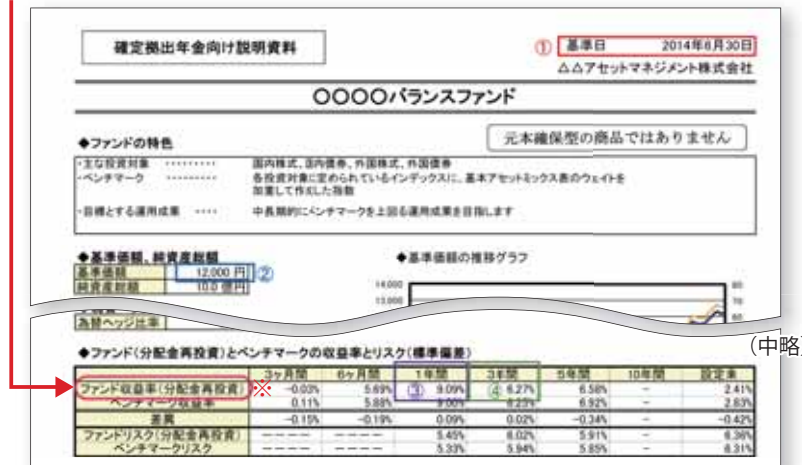 確定拠出年金向け説明資料
① 基準日 2014年6月30日
△△アセットマネジメント株式会社
〇〇〇〇バランスファンド
元本確保型の商品ではありません
◆ファンドの特色
・主な投資対象 ········· 国内株式、国内債券、外国株式、外国債券
・ベンチマーク ········· 各投資対象に定められているインデックスに、基本アセットミックス表のウェイトを
加重して作成した指数
・目標とする運用成果 ···· 中長期的にベンチマークを上回る運用成果を目指します
◆基準価額、純資産総額 ◆基準価額の推移グラフ
基準価額 12,000 円 ②
純資産総額 10.0 億円
14,000 80
13,000 70
60
為替ヘッジ比率
(中略)
◆ファンド(分配金再投資)とベンチマークの収益率とリスク(標準偏差)
3ヶ月間 6ヶ月間 1年間 3年間 5年間 10年間 設定来
ファンド収益率(分配金再投資) ※ -0.03% 5.69% ③ 9.09% ④ 6.27% 6.58% - 2.41%
ベンチマーク収益率 0.11% 5.88% 9.00% 6.25% 6.92% - 2.83%
差異 -0.15% -0.19% 0.09% 0.02% -0.34% - -0.42%
ファンドリスク(分配金再投資) ---- ---- 5.45% 6.02% 5.91% - 6.36%
ベンチマークリスク 5.33% 5.94% 5.85% - 6.31%